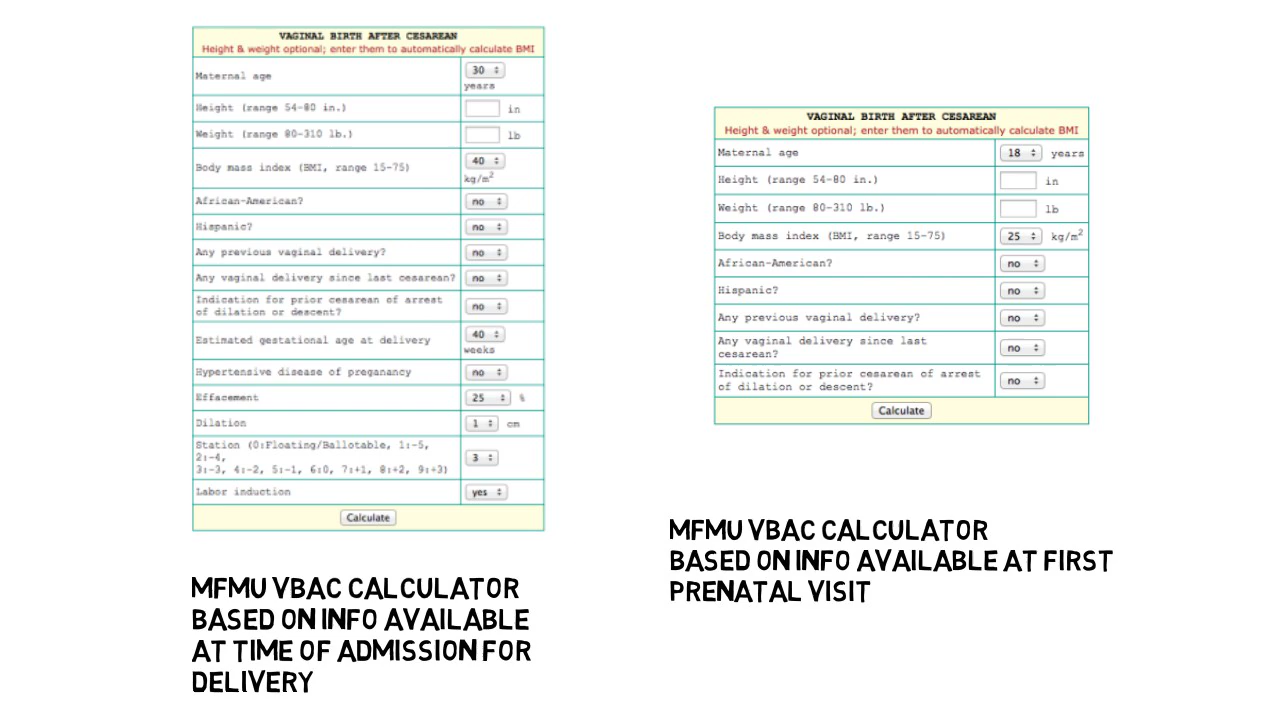 VAGINAL BIRTH AFTER CESAREAN
Height & weight optional; enter them to automatically calculate BMI
Maternal age 30 years
Height (range 54-80 in.) in
Weight (range 80-310 lb.) lb
Body mass index (BMI, range 15-75) 40 kg/m²
African-American? no
Hispanic? no
Any previous vaginal delivery? no
Any vaginal delivery since last cesarean? no
Indication for prior cesarean of arrest
of dilation or descent? no
Estimated gestational age at delivery 40 weeks
Hypertensive disease of preganancy no
Effacement 25 %
Dilation 1 cm
Station (0:Floating/Ballotable, 1:-5,
2:-4,
3:-3, 4:-2, 5:-1, 6:0, 7:+1, 8:+2, 9:+3) 3
Labor induction yes
Calculate
MFMU VBAC CALCULATOR
BASED ON INFO AVAILABLE
AT TIME OF ADMISSION FOR
DELIVERY
VAGINAL BIRTH AFTER CESAREAN
Height & weight optional; enter them to automatically calculate BMI
Maternal age 18 years
Height (range 54-80 in.) in
Weight (range 80-310 lb.) lb
Body mass index (BMI, range 15-75) 25 kg/m²
African-American? no
Hispanic? no
Any previous vaginal delivery? no
Any vaginal delivery since last
cesarean? no
Indication for prior cesarean of arrest
of dilation or descent? no
Calculate
MFMU VBAC CALCULATOR
BASED ON INFO AVAILABLE AT FIRST
PRENATAL VISIT